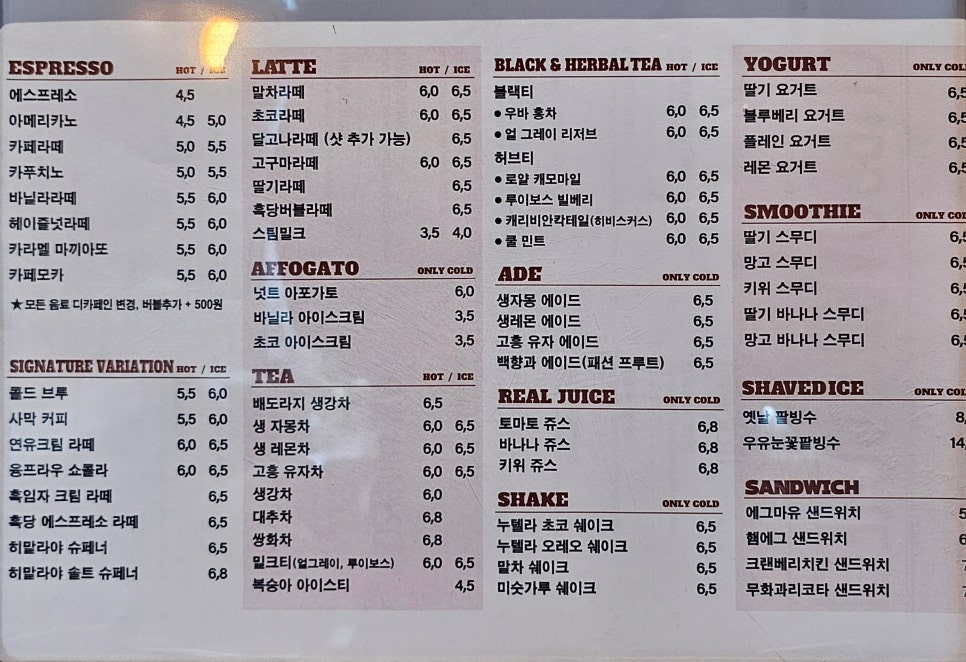 ESPRESSO HOT / ICE
에스프레소 4,5
아메리카노 4,5 5,0
카페라떼 5,0 5,5
카푸치노 5,0 5,5
바닐라라떼 5,5 6,0
헤이즐넛라떼 5,5 6,0
카라멜 마끼아또 5,5 6,0
카페모카 5,5 6,0
★ 모든 음료 디카페인 변경, 버블추가 + 500원
SIGNATURE VARIATION HOT / ICE
콜드 브루 5,5 6,0
사막 커피 5,5 6,0
연유크림 라떼 6,0 6,5
융프라우 쇼콜라 6,0 6,5
흑임자 크림 라떼 6,5
흑당 에스프레소 라떼 6,5
히말라야 슈페너 6,5
히말라야 솔트 슈페너 6,8
LATTE HOT / ICE
말차라떼 6,0 6,5
초코라떼 6,0 6,5
달고나라떼 (샷 추가 가능) 6,5
고구마라떼 6,0 6,5
딸기라떼 6,5
흑당버블라떼 6,5
스팀밀크 3,5 4,0
AFFOGATO ONLY COLD
넛트 아포가토 6,0
바닐라 아이스크림 3,5
초코 아이스크림 3,5
TEA HOT / ICE
배도라지 생강차 6,5
생 자몽차 6,0 6,5
생 레몬차 6,0 6,5
고흥 유자차 6,0 6,5
생강차 6,0
대추차 6,8
쌍화차 6,8
밀크티(얼그레이, 루이보스) 6,0 6,5
복숭아 아이스티 4,5
BLACK & HERBAL TEA HOT / ICE
블랙티
● 우바 홍차 6,0 6,5
● 얼 그레이 리저브 6,0 6,5
허브티
● 로얄 캐모마일 6,0 6,5
● 루이보스 빌베리 6,0 6,5
● 캐리비안칵테일(히비스커스) 6,0 6,5
● 쿨 민트 6,0 6,5
ADE ONLY COLD
생자몽 에이드 6,5
생레몬 에이드 6,5
고흥 유자 에이드 6,5
백향과 에이드(패션 프루트) 6,5
REAL JUICE ONLY COLD
토마토 쥬스 6,8
바나나 쥬스 6,8
키위 쥬스 6,8
SHAKE ONLY COLD
누텔라 초코 쉐이크 6,5
누텔라 오레오 쉐이크 6,5
말차 쉐이크 6,5
미숫가루 쉐이크 6,5
YOGURT ONLY
딸기 요거트
블루베리 요거트
플레인 요거트
레몬 요거트
SMOOTHIE ONLY
딸기 스무디
망고 스무디
키위 스무디
딸기 바나나 스무디
망고 바나나 스무디
SHAVED ICE ONLY
옛날 팥빙수
우유눈꽃팥빙수
SANDWICH
에그마유 샌드위치
햄에그 샌드위치
크랜베리치킨 샌드위치
무화과리코타 샌드위치